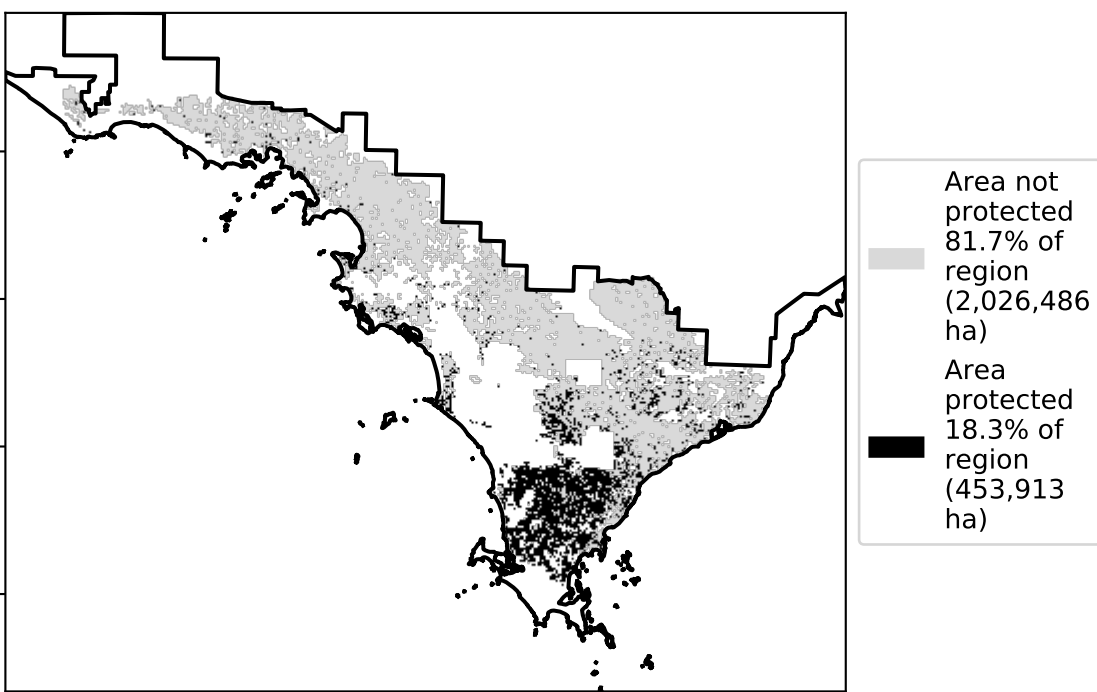 Area not
protected
81.7% of
region
(2,026,486
ha)
Area
protected
18.3% of
region
(453,913
ha)